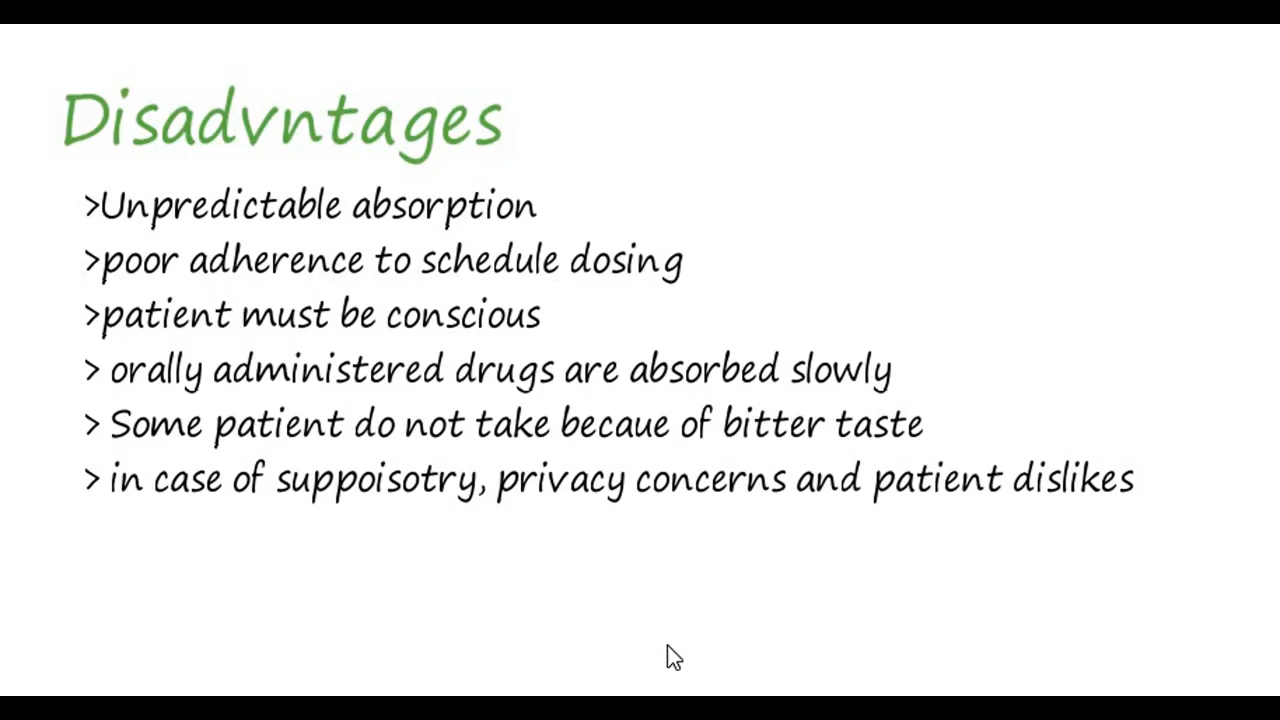 Disadvntages
>Unpredictable absorption
>poor adherence to schedule dosing
>patient must be conscious
> orally administered drugs are absorbed slowly
> Some patient do not take becaue of bitter taste
> in case of suppoisotry, privacy concerns and patient dislikes